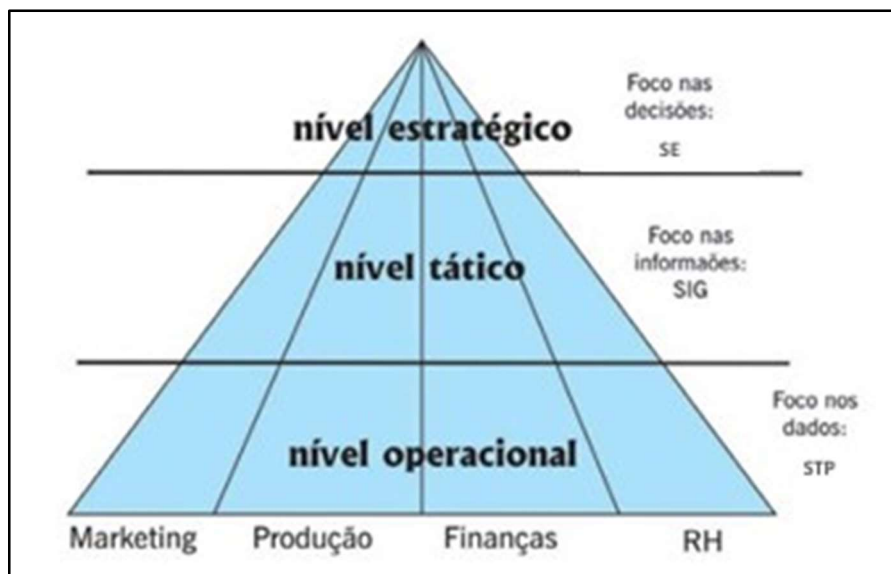 nível estratégico
Foco nas
decisões:
SE
nível tático
Foco nas
informaões:
SIG
nível operacional
Foco nos
dados:
STP
Marketing Produção Finanças RH